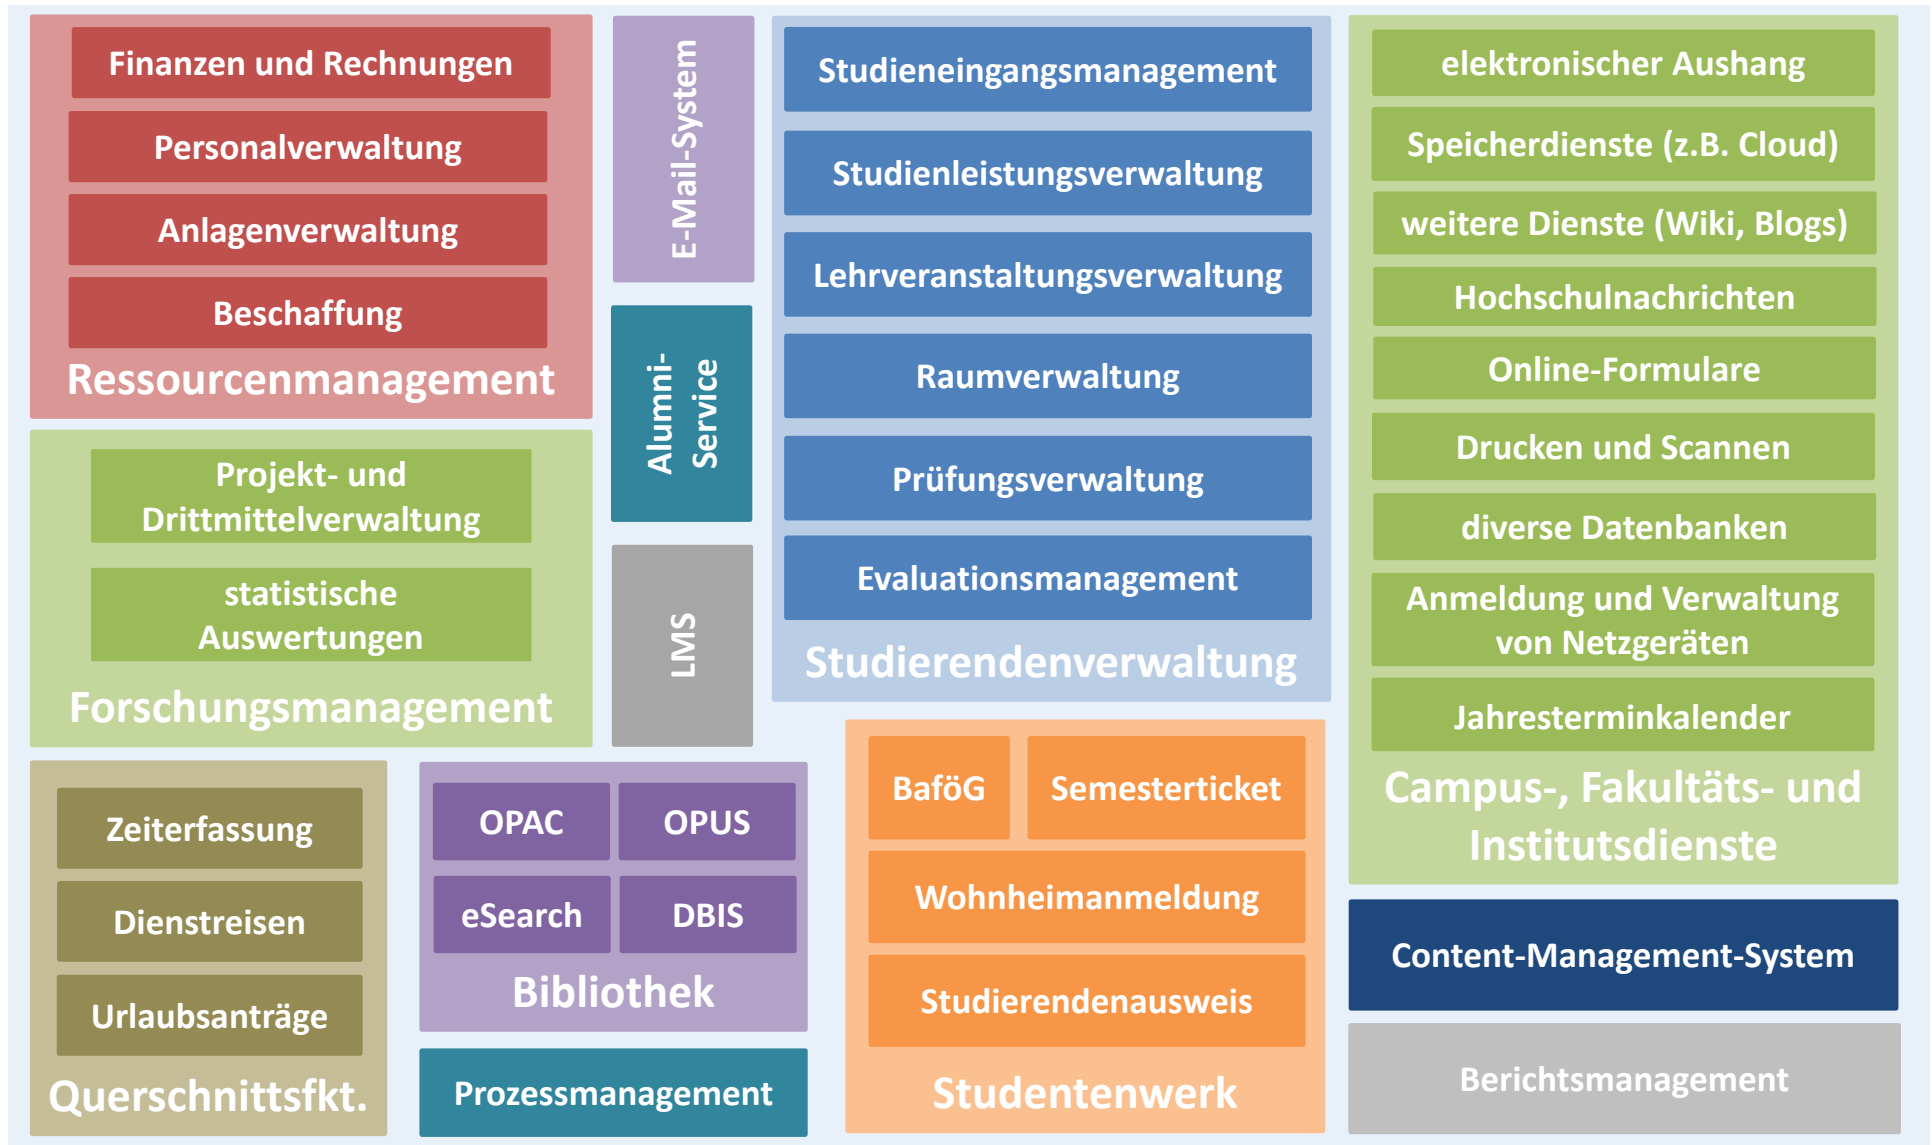 Finanzen und Rechnungen
Personalverwaltung
Anlagenverwaltung
Beschaffung
Ressourcenmanagement
Projekt- und
Drittmittelverwaltung
statistische
Auswertungen
Forschungsmanagement
Zeiterfassung
Dienstreisen
Urlaubsanträge
Querschnittsfkt.
E-Mail-System
Alumni-
Service
LMS
OPAC
OPUS
eSearch
DBIS
Bibliothek
Prozessmanagement
Studieneingangsmanagement
Studienleistungsverwaltung
Lehrveranstaltungsverwaltung
Raumverwaltung
Prüfungsverwaltung
Evaluationsmanagement
Studierendenverwaltung
BaföG
Semesterticket
Wohnheimanmeldung
Studierendenausweis
Studentenwerk
elektronischer Aushang
Speicherdienste (z.B. Cloud)
weitere Dienste (Wiki, Blogs)
Hochschulnachrichten
Online-Formulare
Drucken und Scannen
diverse Datenbanken
Anmeldung und Verwaltung
von Netzgeräten
Jahresterminkalender
Campus-, Fakultäts- und
Institutsdienste
Content-Management-System
Berichtsmanagement